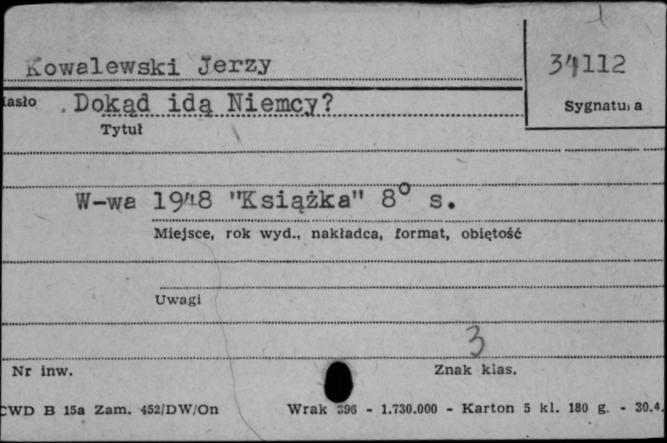 Kowalewski Jerzy
34112
Hasło . Dokąd idą Niemcy?
Sygnatura
Tytuł
W-wa 1948 "Książka" 8° s.
Miejsce, rok wyd., nakładca, format, objętość
Uwagi
3
Nr inw.
Znak klas.
CWD B 15a Zam. 452/DW/On Wrak 396 - 1.730.000 - Karton 5 kl. 180 g. - 30.4.